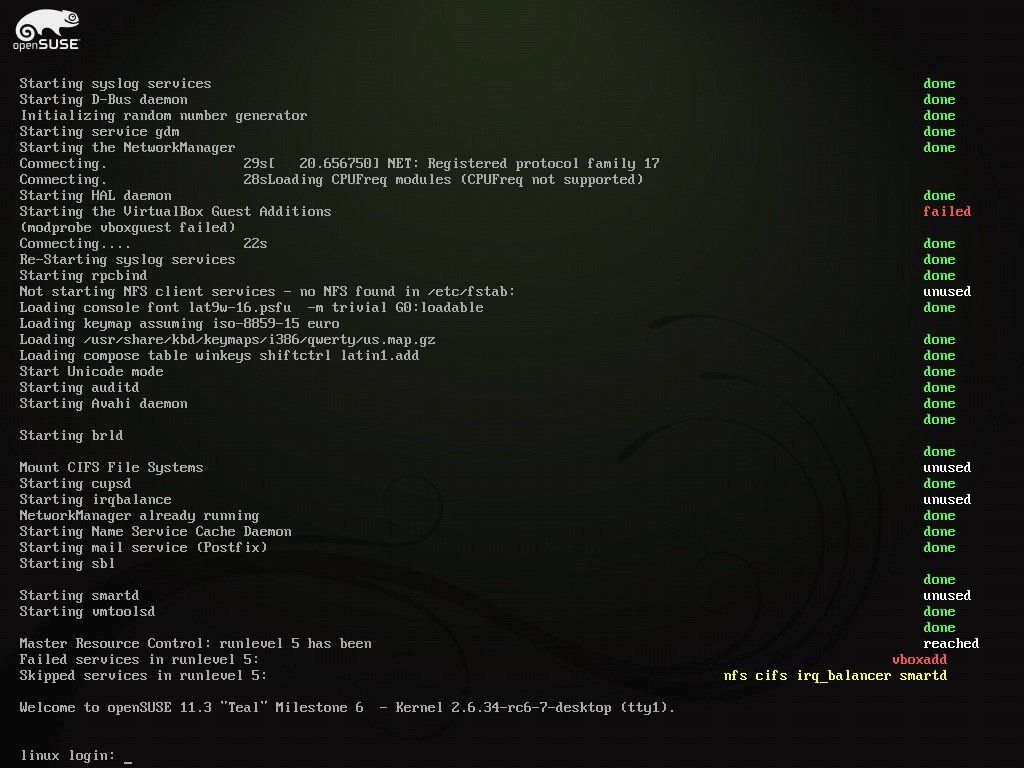 openSUSE
Starting syslog services done
Starting D-Bus daemon done
Initializing random number generator done
Starting service gdm done
Starting the NetworkManager done
Connecting. 29s[ 20.656750] NET: Registered protocol family 17
Connecting. 28sLoading CPUFreq modules (CPUFreq not supported)
Starting HAL daemon done
Starting the VirtualBox Guest Additions failed
(modprobe vboxguest failed)
Connecting.... 22s done
Re-Starting syslog services done
Starting rpcbind done
Not starting NFS client services - no NFS found in /etc/fstab: unused
Loading console font lat9w-16.psfu -m trivial G0:loadable done
Loading keymap assuming iso-8859-15 euro
Loading /usr/share/kbd/keymaps/i386/qwerty/us.map.gz done
Loading compose table winkeys shiftctrl latin1.add done
Start Unicode mode done
Starting auditd done
Starting Avahi daemon done
done
Starting brld
done
Mount CIFS File Systems unused
Starting cupsd done
Starting irqbalance unused
NetworkManager already running done
Starting Name Service Cache Daemon done
Starting mail service (Postfix) done
Starting sbl
done
Starting smartd unused
Starting vmtoolsd done
done
Master Resource Control: runlevel 5 has been reached
Failed services in runlevel 5: vboxadd
Skipped services in runlevel 5: nfs cifs irq_balancer smartd
Welcome to openSUSE 11.3 "Teal" Milestone 6 - Kernel 2.6.34-rc6-7-desktop (tty1).
linux login: _